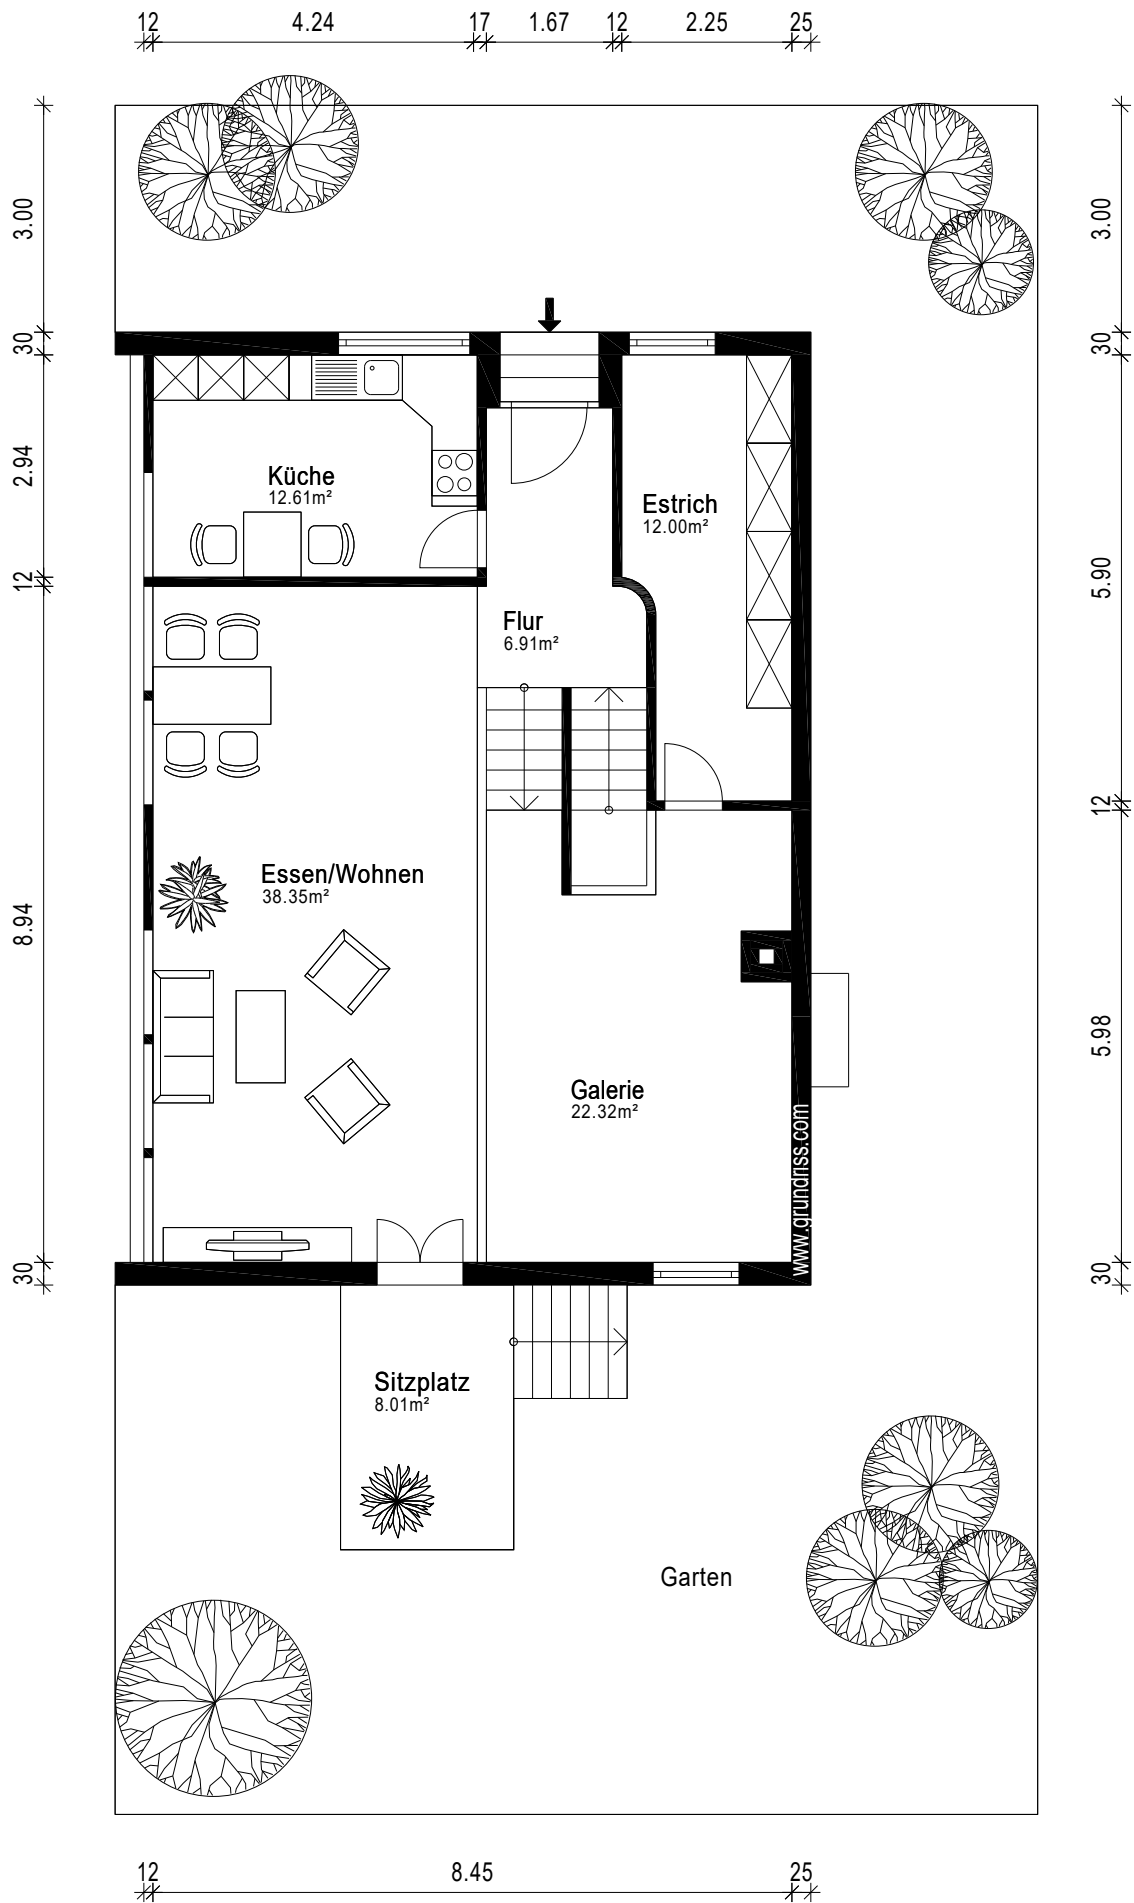 12 4.24 17 1.67 12 2.25 25
3.00 3.00
30 30
2.94
Küche
12.61m²
Estrich
12.00m²
12 5.90
Flur
6.91m²
12
Essen/Wohnen
38.35m²
8.94
5.98
Galerie
22.32m²
www.grundriss.com
30 30
Sitzplatz
8.01m²
Garten
12 8.45 25